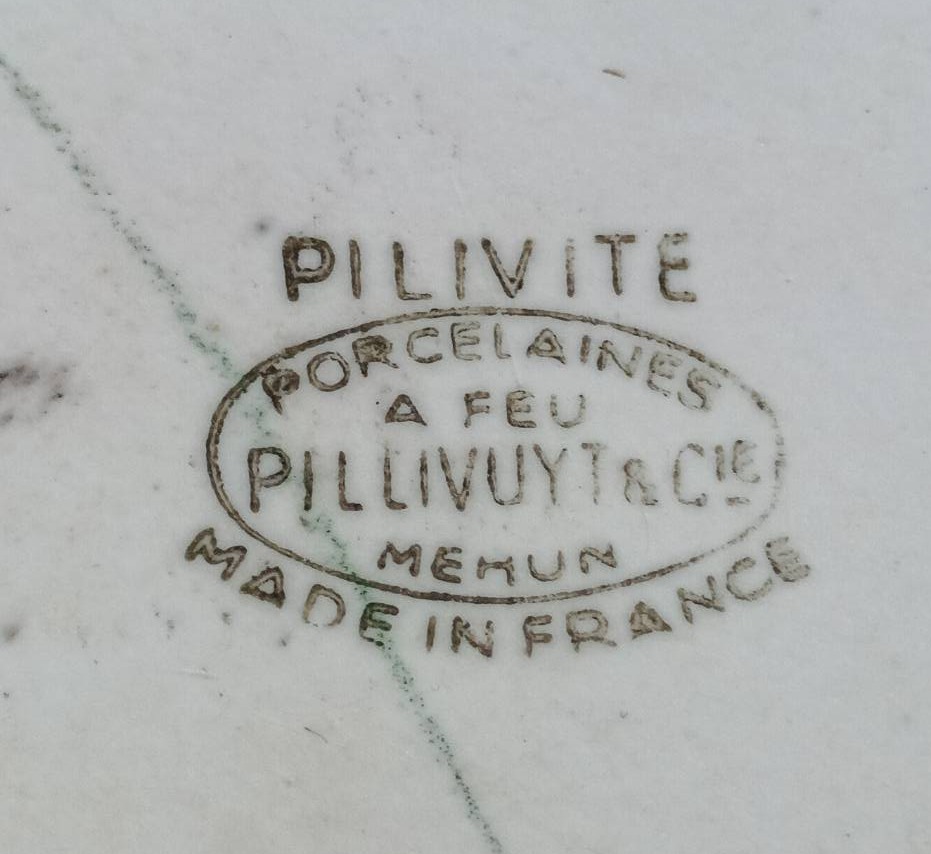 PILIVITE
PORCELAINES
A FEU
PILLIVUYT & CIE
MEHUN
MADE IN FRANCE